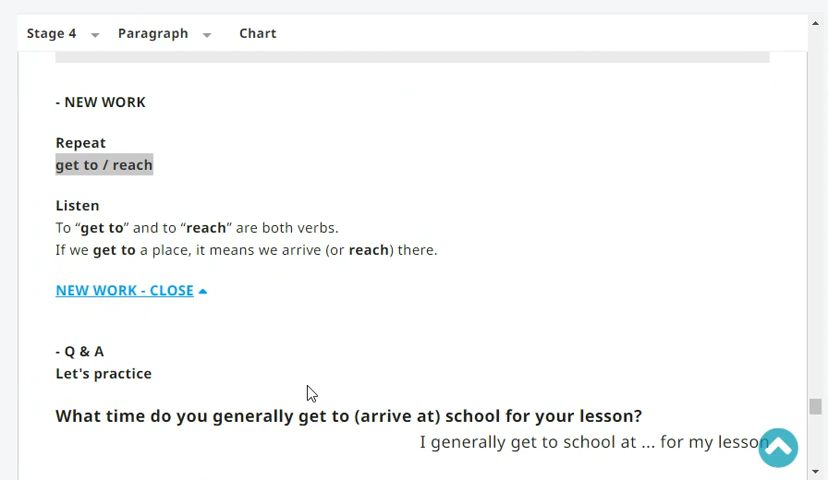 Stage 4 Paragraph Chart
- NEW WORK
Repeat
get to / reach
Listen
To “get to” and to “reach” are both verbs.
If we get to a place, it means we arrive (or reach) there.
NEW WORK - CLOSE
- Q & A
Let's practice
What time do you generally get to (arrive at) school for your lesson?
I generally get to school at ... for my lesson